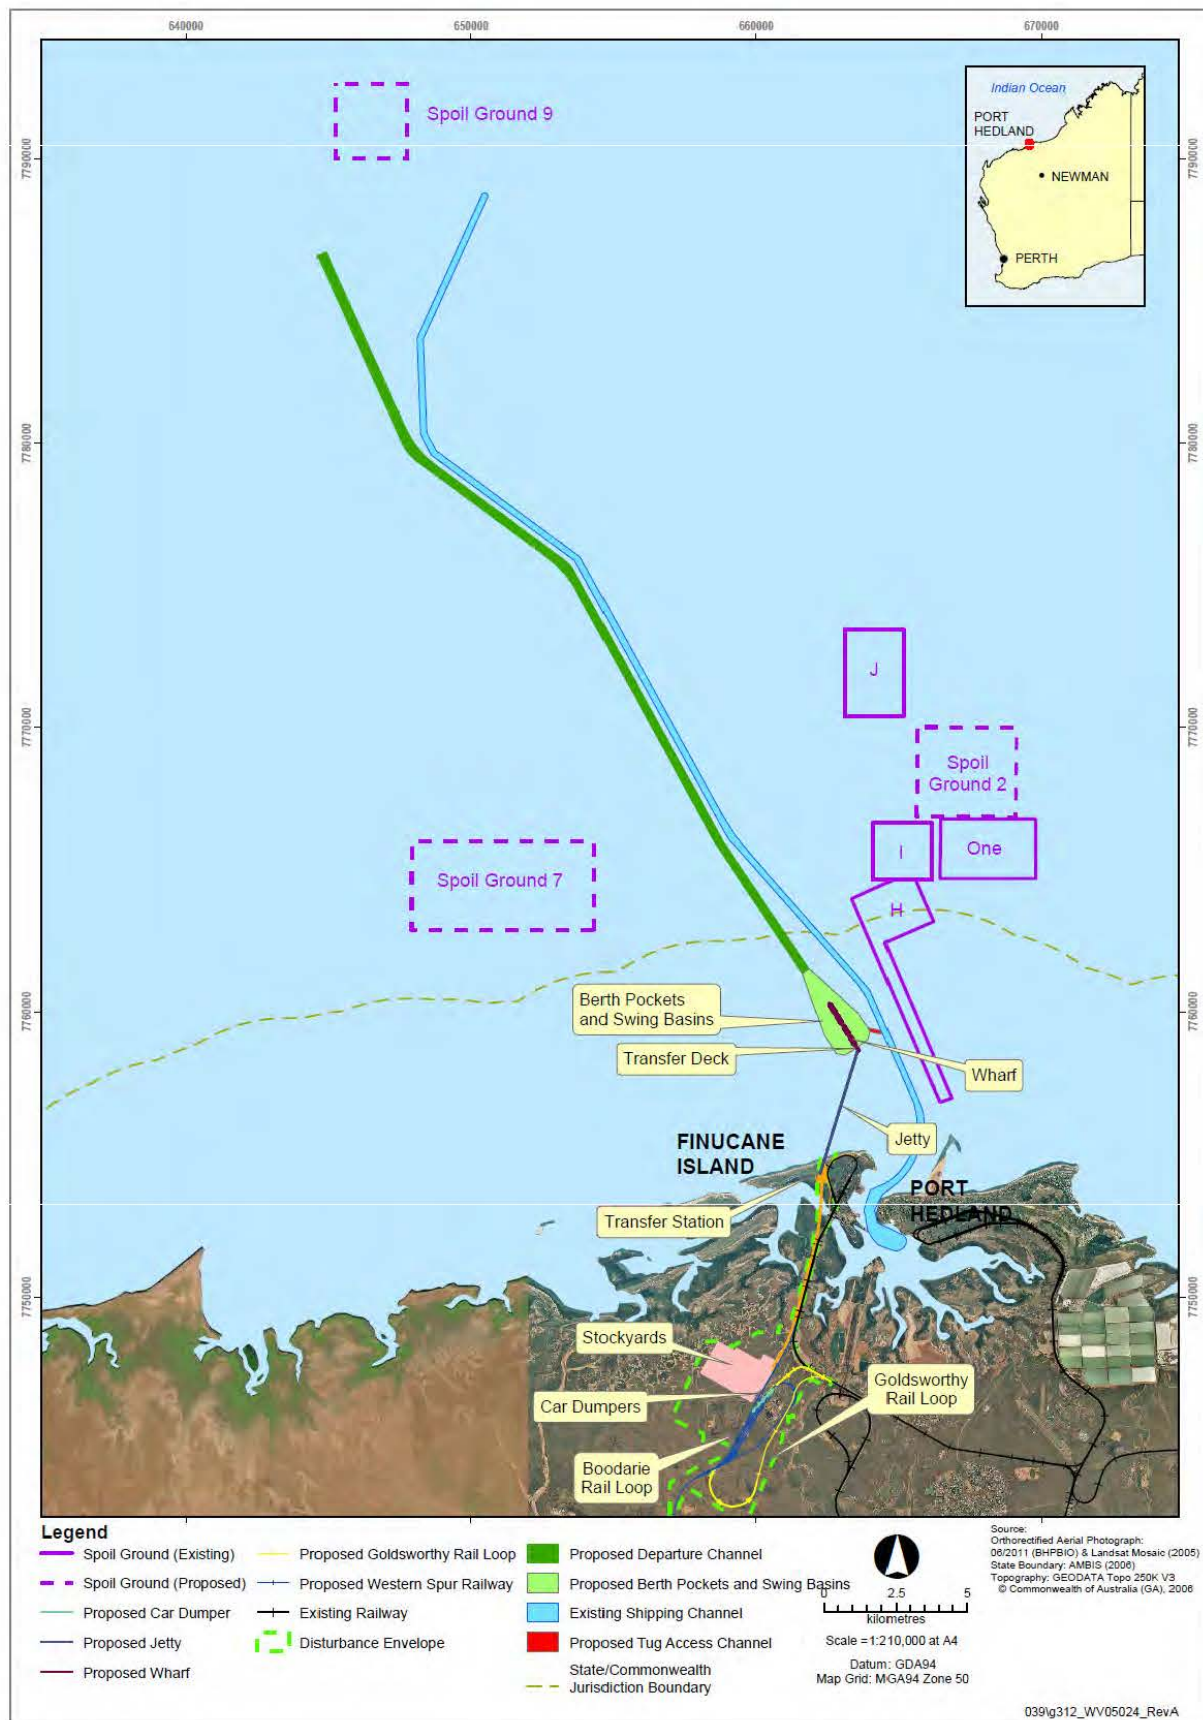 640000
650000
660000
670000
Spoil Ground 9
Indian Ocean
PORT
HEDLAND
NEWMAN
PERTH
7790000
7790000
7780000
7780000
J
7770000
7770000
Spoil
Ground 2
I
One
Spoil Ground 7
H
7760000
7760000
Berth Pockets
and Swing Basins
Transfer Deck
Wharf
Jetty
FINUCANE
ISLAND
PORT
HEDLAND
Transfer Station
7750000
7750000
Stockyards
Goldsworthy
Rail Loop
Car Dumpers
Boodarie
Rail Loop
Legend
Spoil Ground (Existing)
Spoil Ground (Proposed)
Proposed Car Dumper
Proposed Jetty
Proposed Wharf
Proposed Goldsworthy Rail Loop
Proposed Western Spur Railway
Existing Railway
Disturbance Envelope
Proposed Departure Channel
Proposed Berth Pockets and Swing Basins
Existing Shipping Channel
Proposed Tug Access Channel
State/Commonwealth
Jurisdiction Boundary
0 2.5 5
kilometres
Scale =1:210,000 at A4
Datum: GDA94
Map Grid: MGA94 Zone 50
Source:
Orthorectified Aerial Photograph:
06/2011 (BHPBIO) & Landsat Mosaic (2005)
State Boundary: AMBIS (2006)
Topography: GEODATA Topo 250K V3
© Commonwealth of Australia (GA), 2006
039\g312_WV05024_RevA